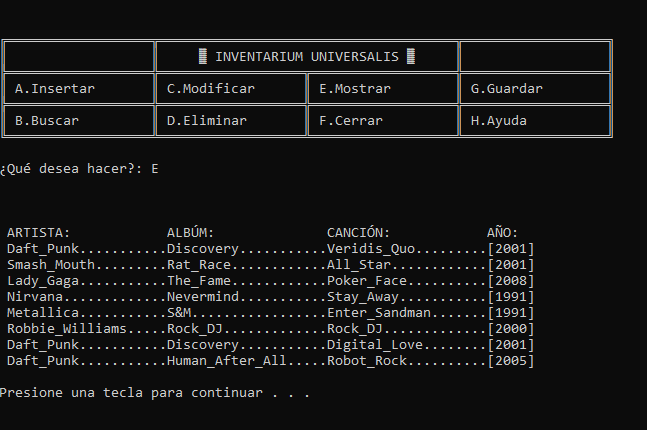 ▓ INVENTARIUM UNIVERSALIS ▓
A.Insertar C.Modificar E.Mostrar G.Guardar
B.Buscar D.Eliminar F.Cerrar H.Ayuda
¿Qué desea hacer?: E
ARTISTA: ALBÚM: CANCIÓN: AÑO:
Daft_Punk...........Discovery...........Veridis_Quo.........[2001]
Smash_Mouth.........Rat_Race............All_Star............[2001]
Lady_Gaga...........The_Fame............Poker_Face..........[2008]
Nirvana.............Nevermind...........Stay_Away...........[1991]
Metallica...........S&M.................Enter_Sandman.......[1991]
Robbie_Williams.....Rock_DJ.............Rock_DJ.............[2000]
Daft_Punk...........Discovery...........Digital_Love........[2001]
Daft_Punk...........Human_After_All.....Robot_Rock..........[2005]
Presione una tecla para continuar . . .